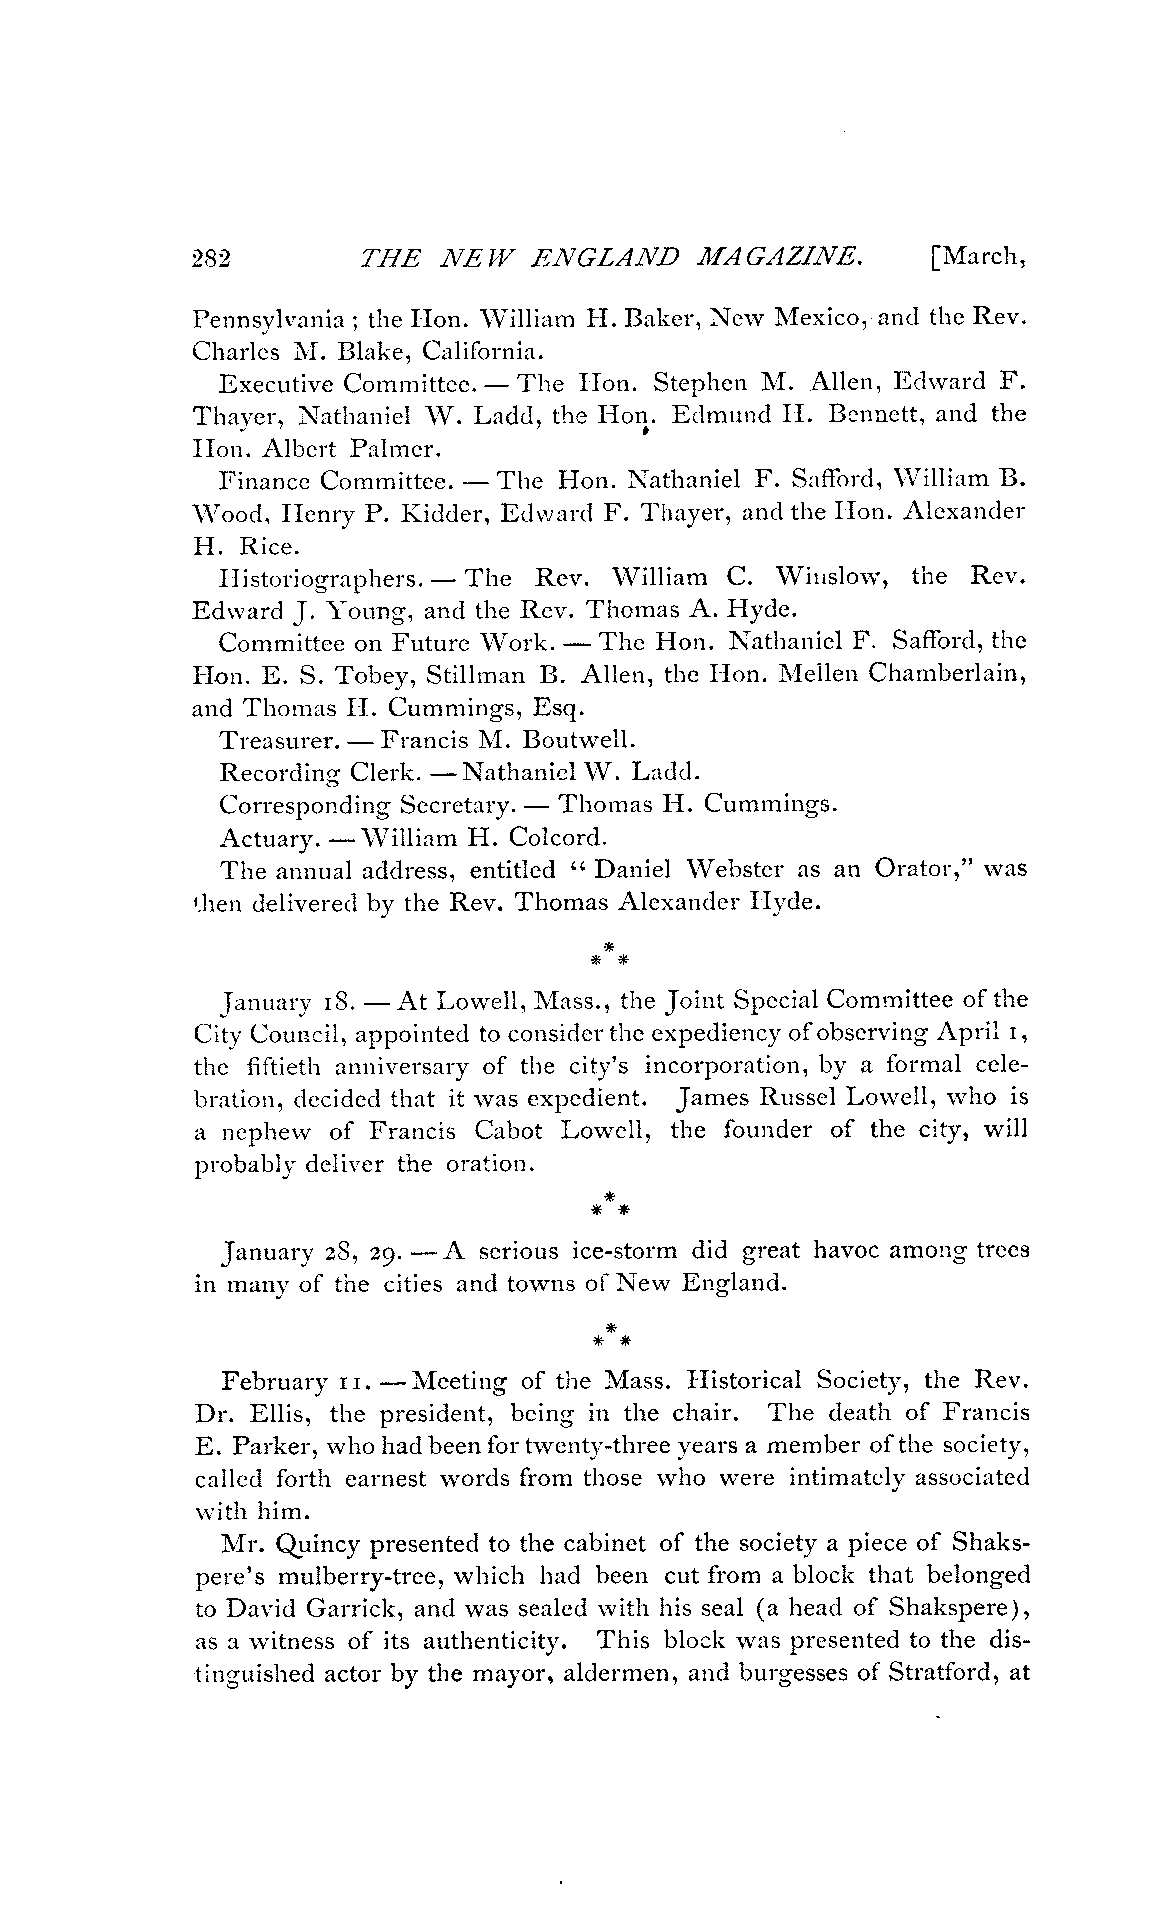 282 THE NEW ENGLAND MAGAZINE. [March,
Pennsylvania ; the Hon. William H. Baker, New Mexico, and the Rev.
Charles M. Blake, California.
Executive Committee. — The Hon. Stephen M. Allen, Edward F.
Thayer, Nathaniel W. Ladd, the Hon. Edmund H. Bennett, and the
Hon. Albert Palmer.
Finance Committee. — The Hon. Nathaniel F. Safford, William B.
Wood, Henry P. Kidder, Edward F. Thayer, and the Hon. Alexander
H. Rice.
Historiographers. — The Rev. William C. Winslow, the Rev.
Edward J. Young, and the Rev. Thomas A. Hyde.
Committee on Future Work. — The Hon. Nathaniel F. Safford, the
Hon. E. S. Tobey, Stillman B. Allen, the Hon. Mellen Chamberlain,
and Thomas H. Cummings, Esq.
Treasurer. — Francis M. Boutwell.
Recording Clerk. — Nathaniel W. Ladd.
Corresponding Secretary. — Thomas H. Cummings.
Actuary. — William H. Colcord.
The annual address, entitled “ Daniel Webster as an Orator,” was
then delivered by the Rev. Thomas Alexander Hyde.
***
January 18. — At Lowell, Mass., the Joint Special Committee of the
City Council, appointed to consider the expediency of observing April 1,
the fiftieth anniversary of the city's incorporation, by a formal cele-
bration, decided that it was expedient. James Russel Lowell, who is
a nephew of Francis Cabot Lowell, the founder of the city, will
probably deliver the oration.
***
January 28, 29. — A serious ice-storm did great havoc among trees
in many of the cities and towns of New England.
***
February 11. — Meeting of the Mass. Historical Society, the Rev.
Dr. Ellis, the president, being in the chair. The death of Francis
E. Parker, who had been for twenty-three years a member of the society,
called forth earnest words from those who were intimately associated
with him.
Mr. Quincy presented to the cabinet of the society a piece of Shaks-
pere's mulberry-tree, which had been cut from a block that belonged
to David Garrick, and was sealed with his seal (a head of Shakspere),
as a witness of its authenticity. This block was presented to the dis-
tinguished actor by the mayor, aldermen, and burgesses of Stratford, at